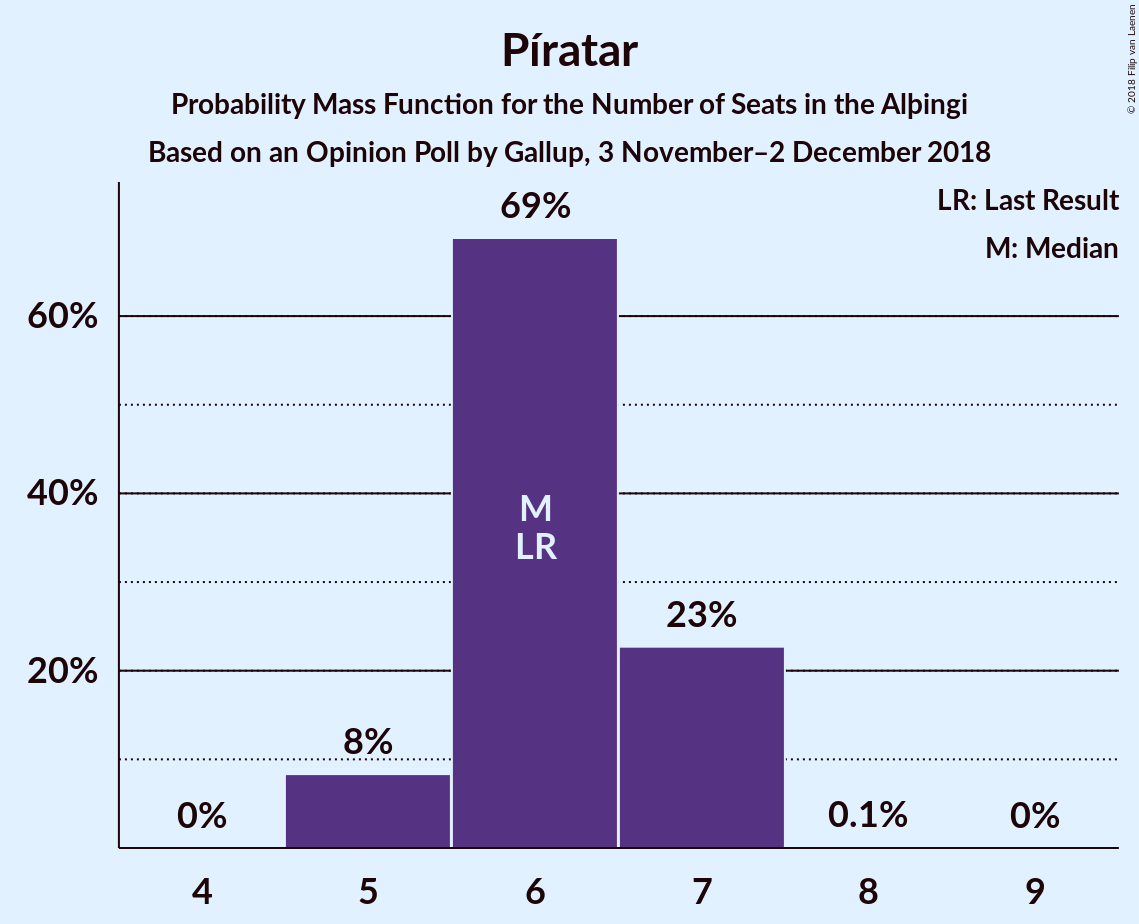 Píratar
Probability Mass Function for the Number of Seats in the Alþingi
Based on an Opinion Poll by Gallup, 3 November–2 December 2018
© 2018 Filip van Laenen
LR: Last Result
M: Median
69%
60%
40%
M
LR
23%
20%
8%
0%
0.1%
0%
4 5 6 7 8 9